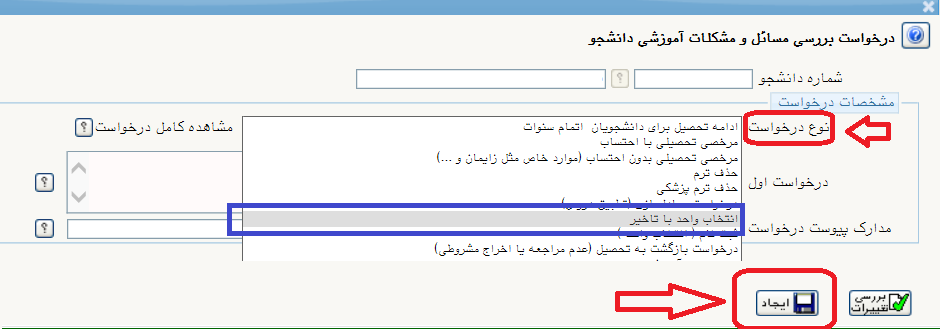 درخواست بررسی مسائل و مشکلات آموزشی دانشجو
شماره دانشجو
مشخصات درخواست
نوع درخواست
مشاهده کامل درخواست
ادامه تحصیل برای دانشجویان اتمام سنوات
مرخصی تحصیلی با احتساب
مرخصی تحصیلی بدون احتساب (موارد خاص مثل زایمان و ...)
حذف ترم
حذف ترم پزشکی
انتخاب واحد با تاخیر
درخواست بازگشت به تحصیل (عدم مراجعه یا اخراج مشروطی)
درخواست اول
مدارک پیوست درخواست
بررسی تغییرات
ایجاد